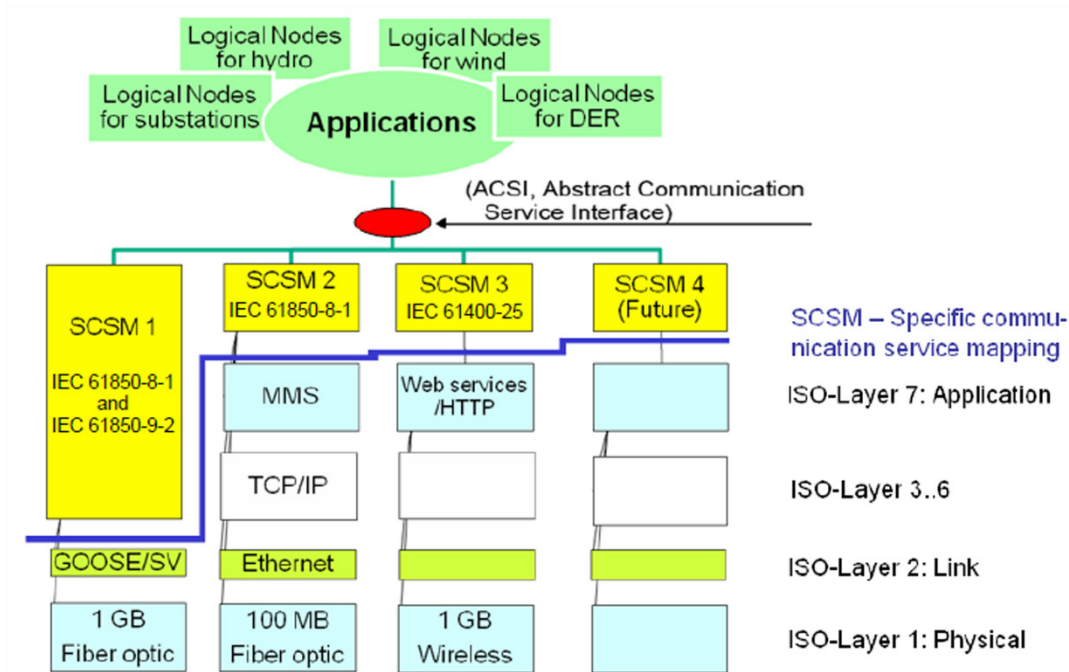 Logical Nodes
for hydro
Logical Nodes
for wind
Logical Nodes
for substations
Applications
Logical Nodes
for DER
(ACSI, Abstract Communication
Service Interface)
SCSM 1
IEC 61850-8-1
and
IEC 61850-9-2
SCSM 2
IEC 61850-8-1
SCSM 3
IEC 61400-25
SCSM 4
(Future)
SCSM – Specific commu-
nication service mapping
MMS
Web services
/HTTP
ISO-Layer 7: Application
TCP/IP
ISO-Layer 3..6
GOOSE/SV
Ethernet
ISO-Layer 2: Link
1 GB
Fiber optic
100 MB
Fiber optic
1 GB
Wireless
ISO-Layer 1: Physical